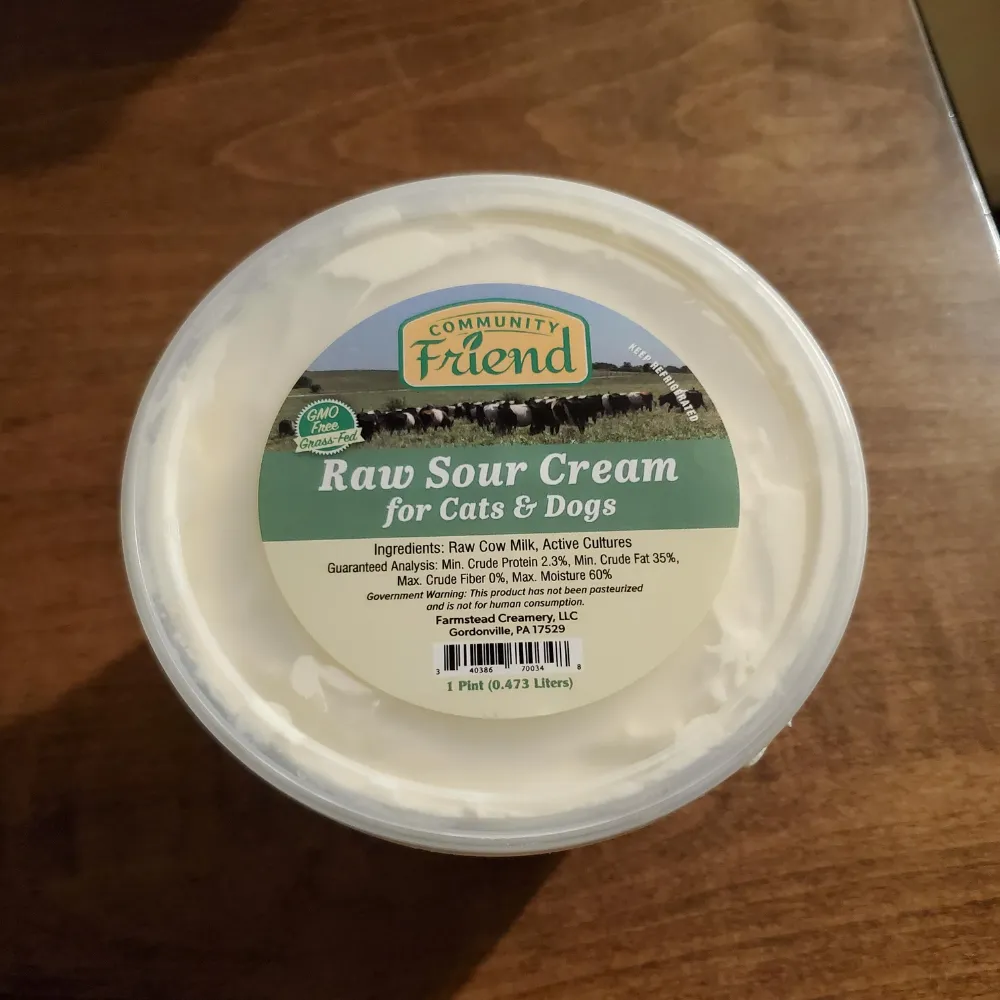 COMMUNITY
Friend
KEEP REFRIGERATED
GMO
Free
Grass-Fed
Raw Sour Cream
for Cats & Dogs
Ingredients: Raw Cow Milk, Active Cultures
Guaranteed Analysis: Min. Crude Protein 2.3%, Min. Crude Fat 35%,
Max. Crude Fiber 0%, Max. Moisture 60%
Government Warning: This product has not been pasteurized
and is not for human consumption.
Farmstead Creamery, LLC
Gordonville, PA 17529
3 40386 70034 8
1 Pint (0.473 Liters)